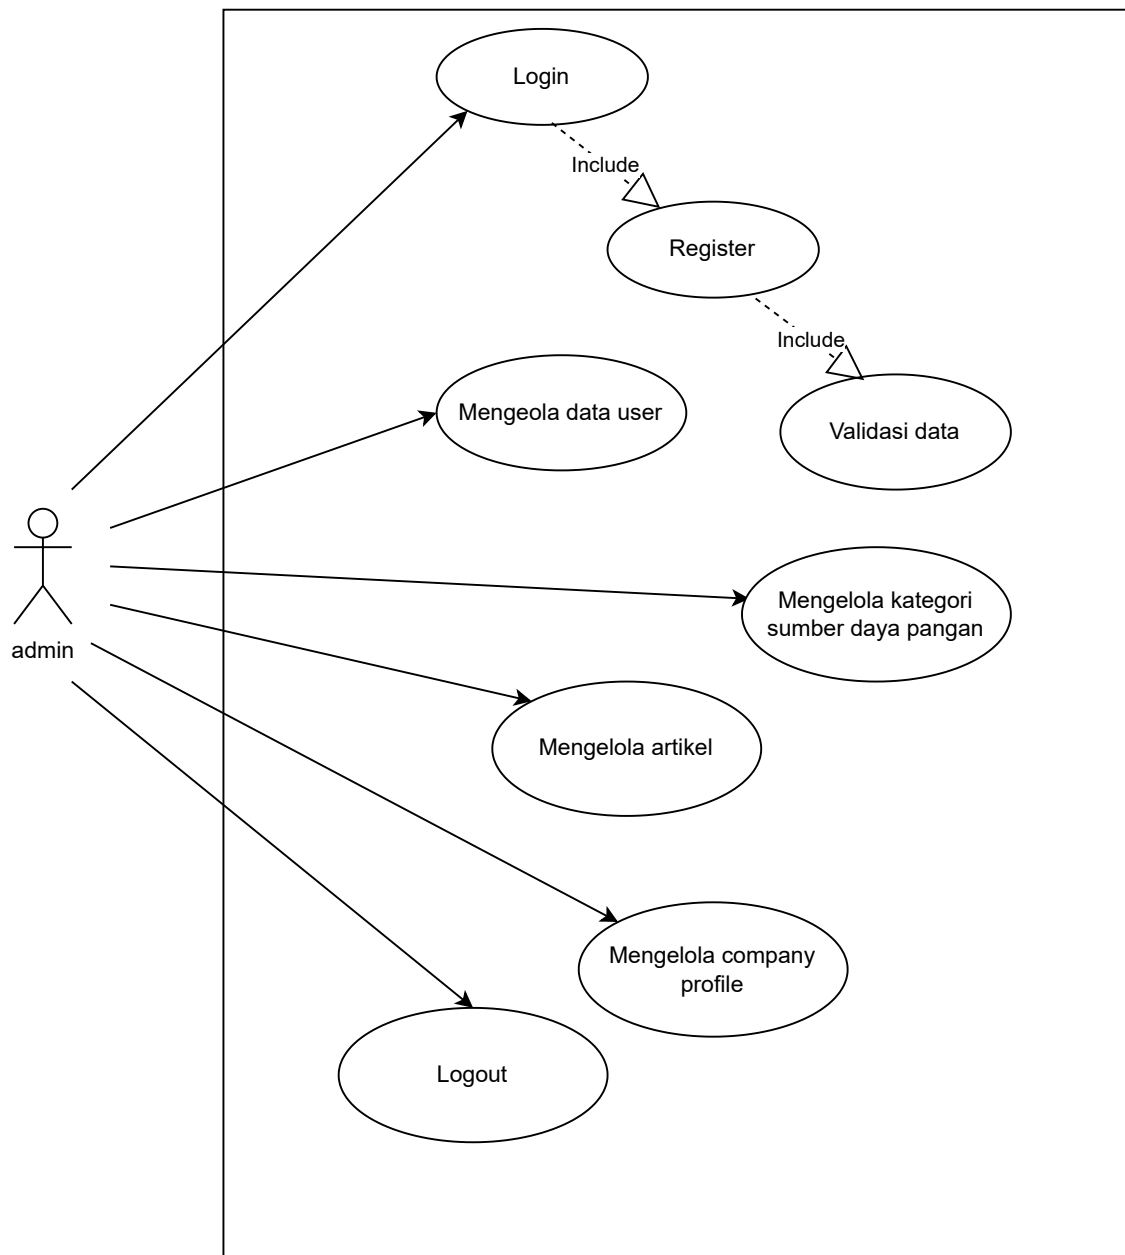 Login
Include
Register
Include
Mengeola data user
Validasi data
Mengelola kategori
sumber daya pangan
admin
Mengelola artikel
Mengelola company
profile
Logout